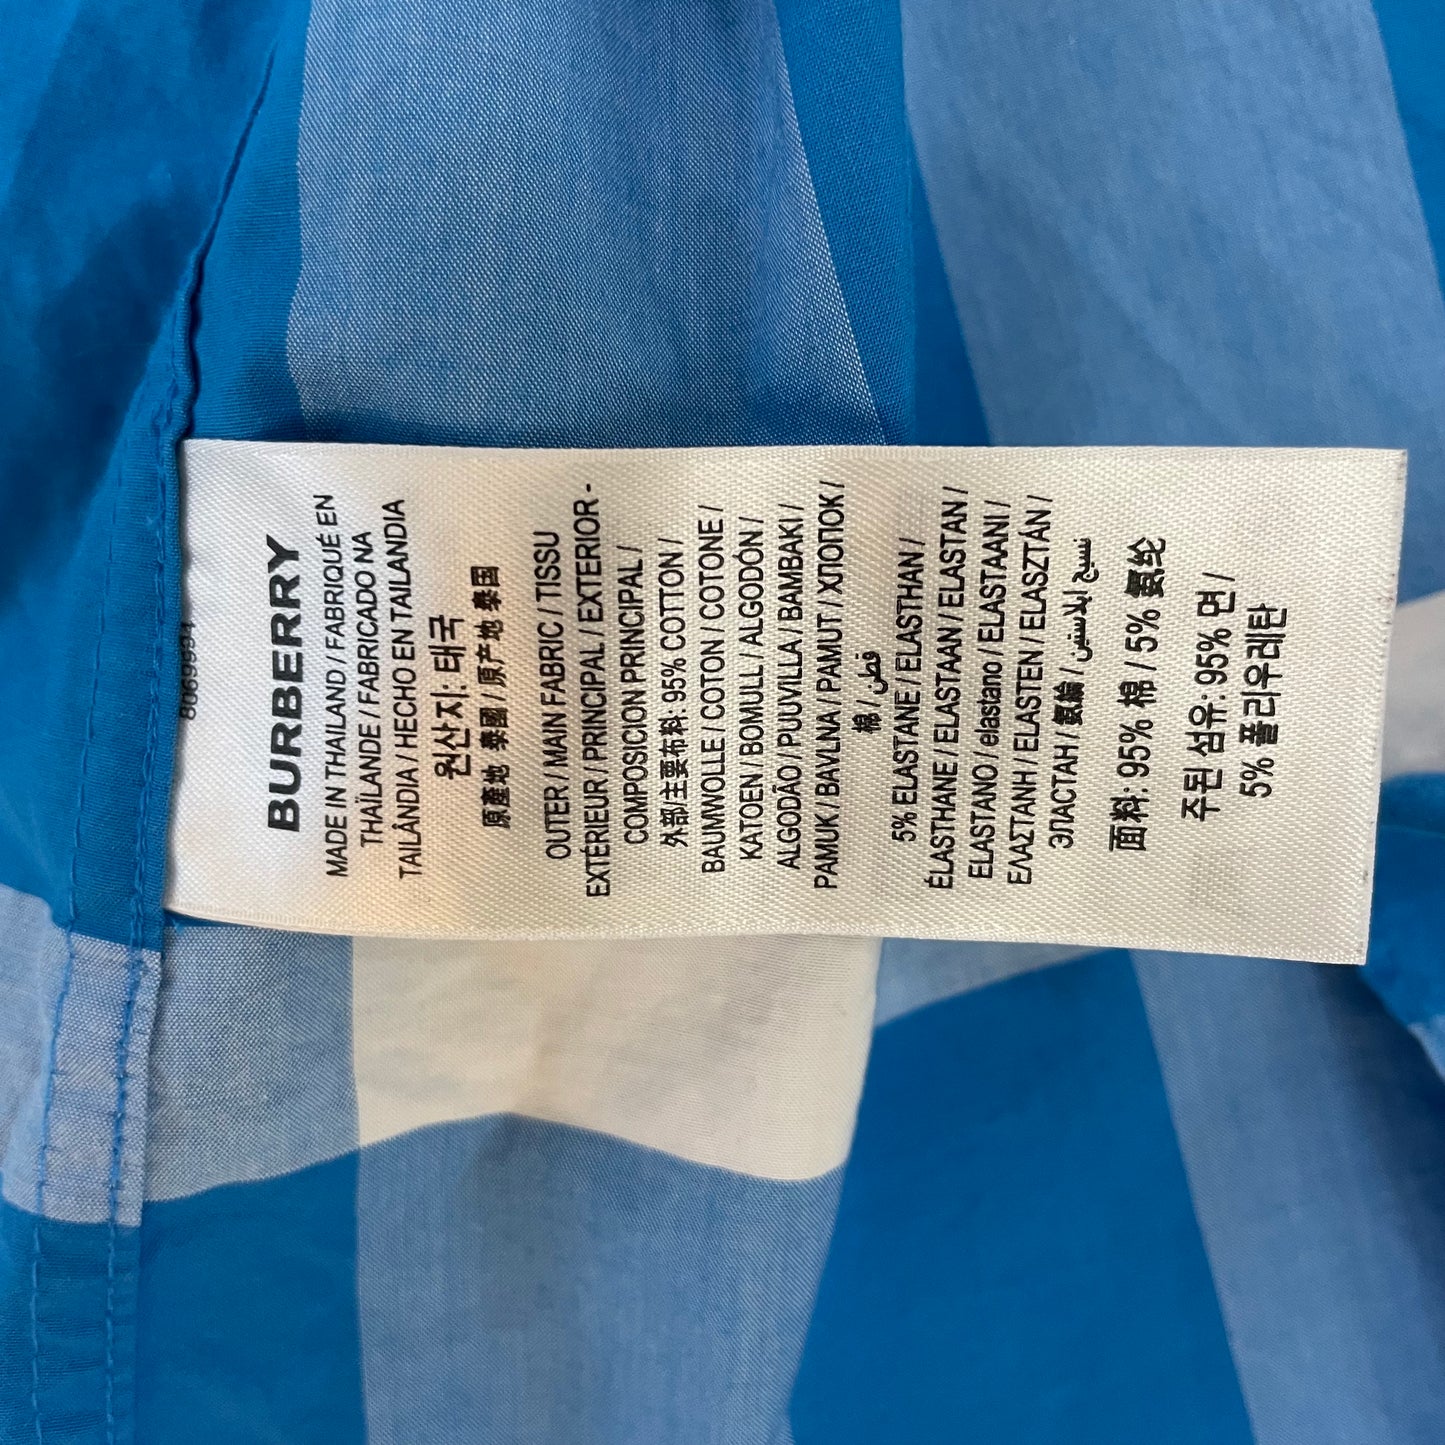 8069994
BURBERRY
MADE IN THAILAND / FABRIQUÉ EN
THAÏLANDE / FABRICADO NA
TAILÂNDIA / HECHO EN TAILANDIA
원산지: 태국
原產地 泰國 / 原产地 泰国
OUTER / MAIN FABRIC / TISSU
EXTÉRIEUR / PRINCIPAL / EXTERIOR -
COMPOSICION PRINCIPAL /
外部/主要布料: 95% COTTON /
BAUMWOLLE / COTON / COTONE /
KATOEN / BOMULL / ALGODÓN /
ALGODÃO / PUUVILLA / BAMBAKI /
PAMUK / BAVLNA / PAMUT / ХЛОПОК /
棉 / قطن
5% ELASTANE / ELASTHAN /
ÉLASTHANE / ELASTAAN / ELASTAN /
ELASTANO / elastano / ELASTAANI /
ΕΛΑΣΤΑΝΗ / ELASTEN / ELASZTÁN /
ЭЛАСТАН / 氨綸 / نسيج ايلاستين
面料: 95% 棉 / 5% 氨纶
주된 섬유: 95% 면 /
5% 폴리우레탄